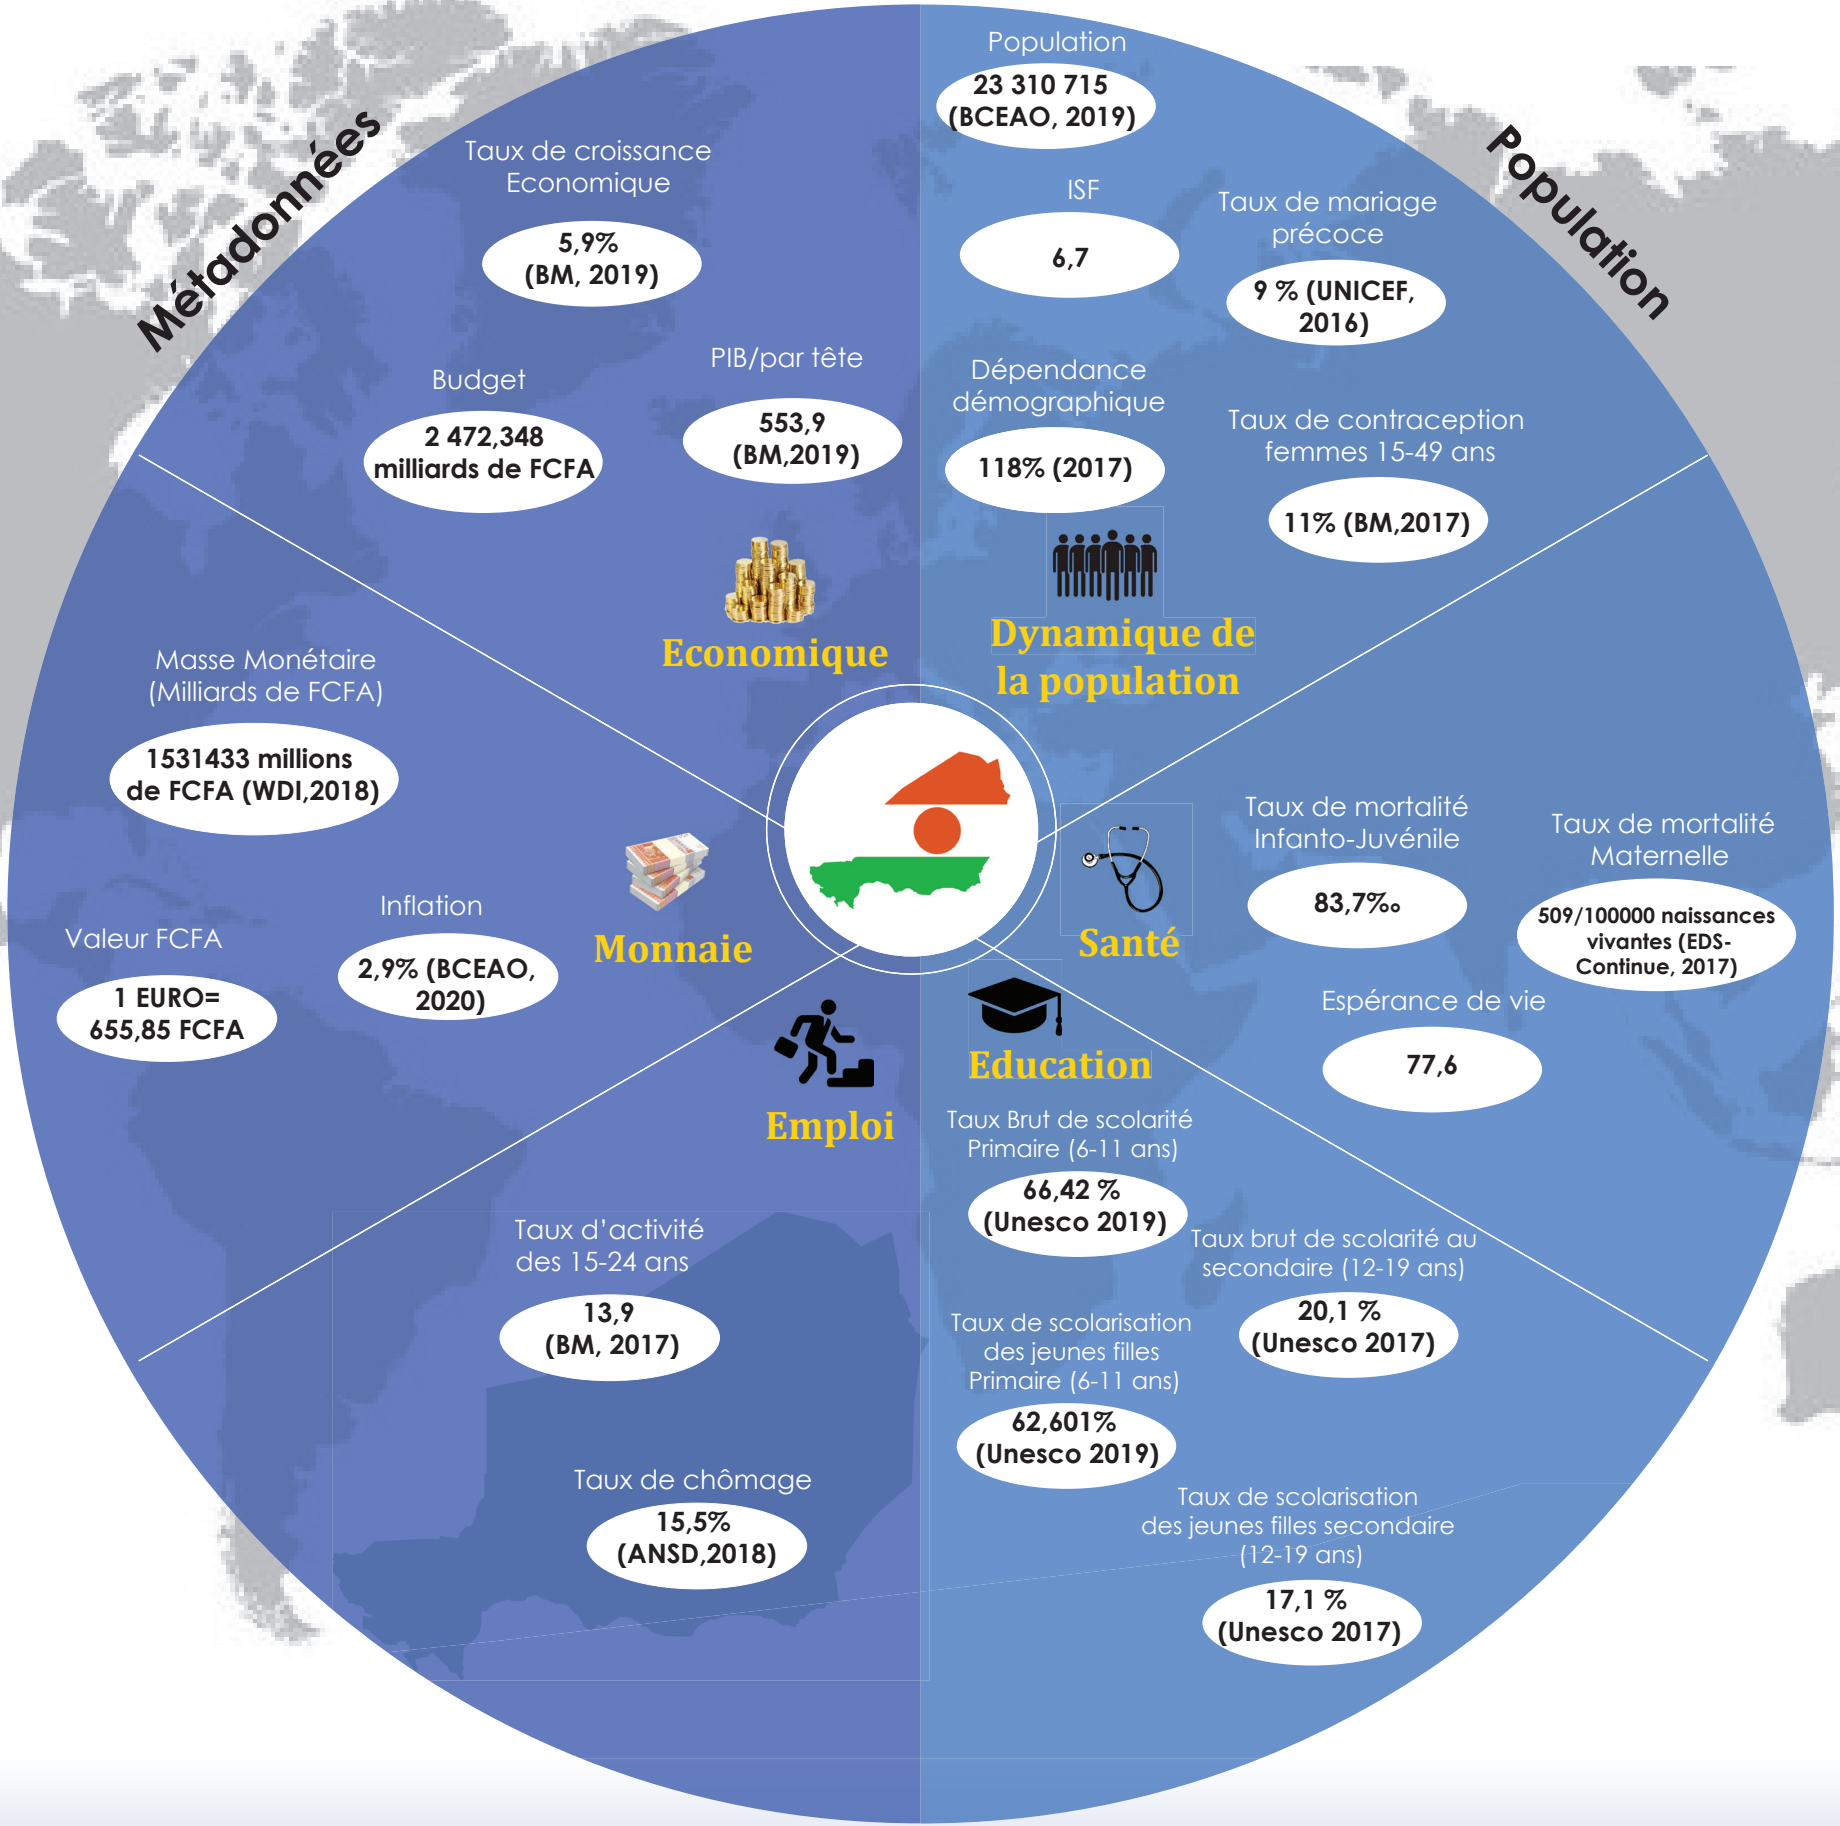 Métadonnées
Taux de croissance
Economique
5,9%
(BM, 2019)
Budget
2 472,348
milliards de FCFA
PIB/par tête
553,9
(BM,2019)
Economique
Masse Monétaire
(Milliards de FCFA)
1531433 millions
de FCFA (WDI,2018)
Inflation
2,9% (BCEAO,
2020)
Valeur FCFA
1 EURO=
655,85 FCFA
Monnaie
Emploi
Taux d'activité
des 15-24 ans
13,9
(BM, 2017)
Taux de chômage
15,5%
(ANSD,2018)
Population
Population
23 310 715
(BCEAO, 2019)
ISF
6,7
Taux de mariage
précoce
9 % (UNICEF,
2016)
Dépendance
démographique
118% (2017)
Taux de contraception
femmes 15-49 ans
11% (BM,2017)
Dynamique de
la population
Taux de mortalité
Infanto-Juvénile
83,7‰
Taux de mortalité
Maternelle
509/100000 naissances
vivantes (EDS-
Continue, 2017)
Espérance de vie
77,6
Santé
Education
Taux Brut de scolarité
Primaire (6-11 ans)
66,42 %
(Unesco 2019)
Taux brut de scolarité au
secondaire (12-19 ans)
20,1 %
(Unesco 2017)
Taux de scolarisation
des jeunes filles
Primaire (6-11 ans)
62,601%
(Unesco 2019)
Taux de scolarisation
des jeunes filles secondaire
(12-19 ans)
17,1 %
(Unesco 2017)